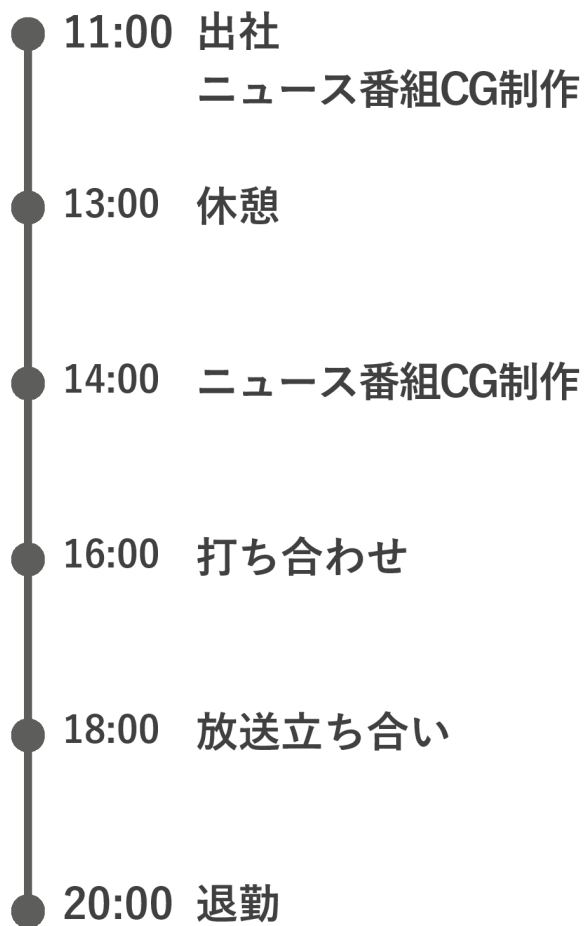 11:00 出社
ニュース番組CG制作
13:00 休憩
14:00 ニュース番組CG制作
16:00 打ち合わせ
18:00 放送立ち合い
20:00 退勤